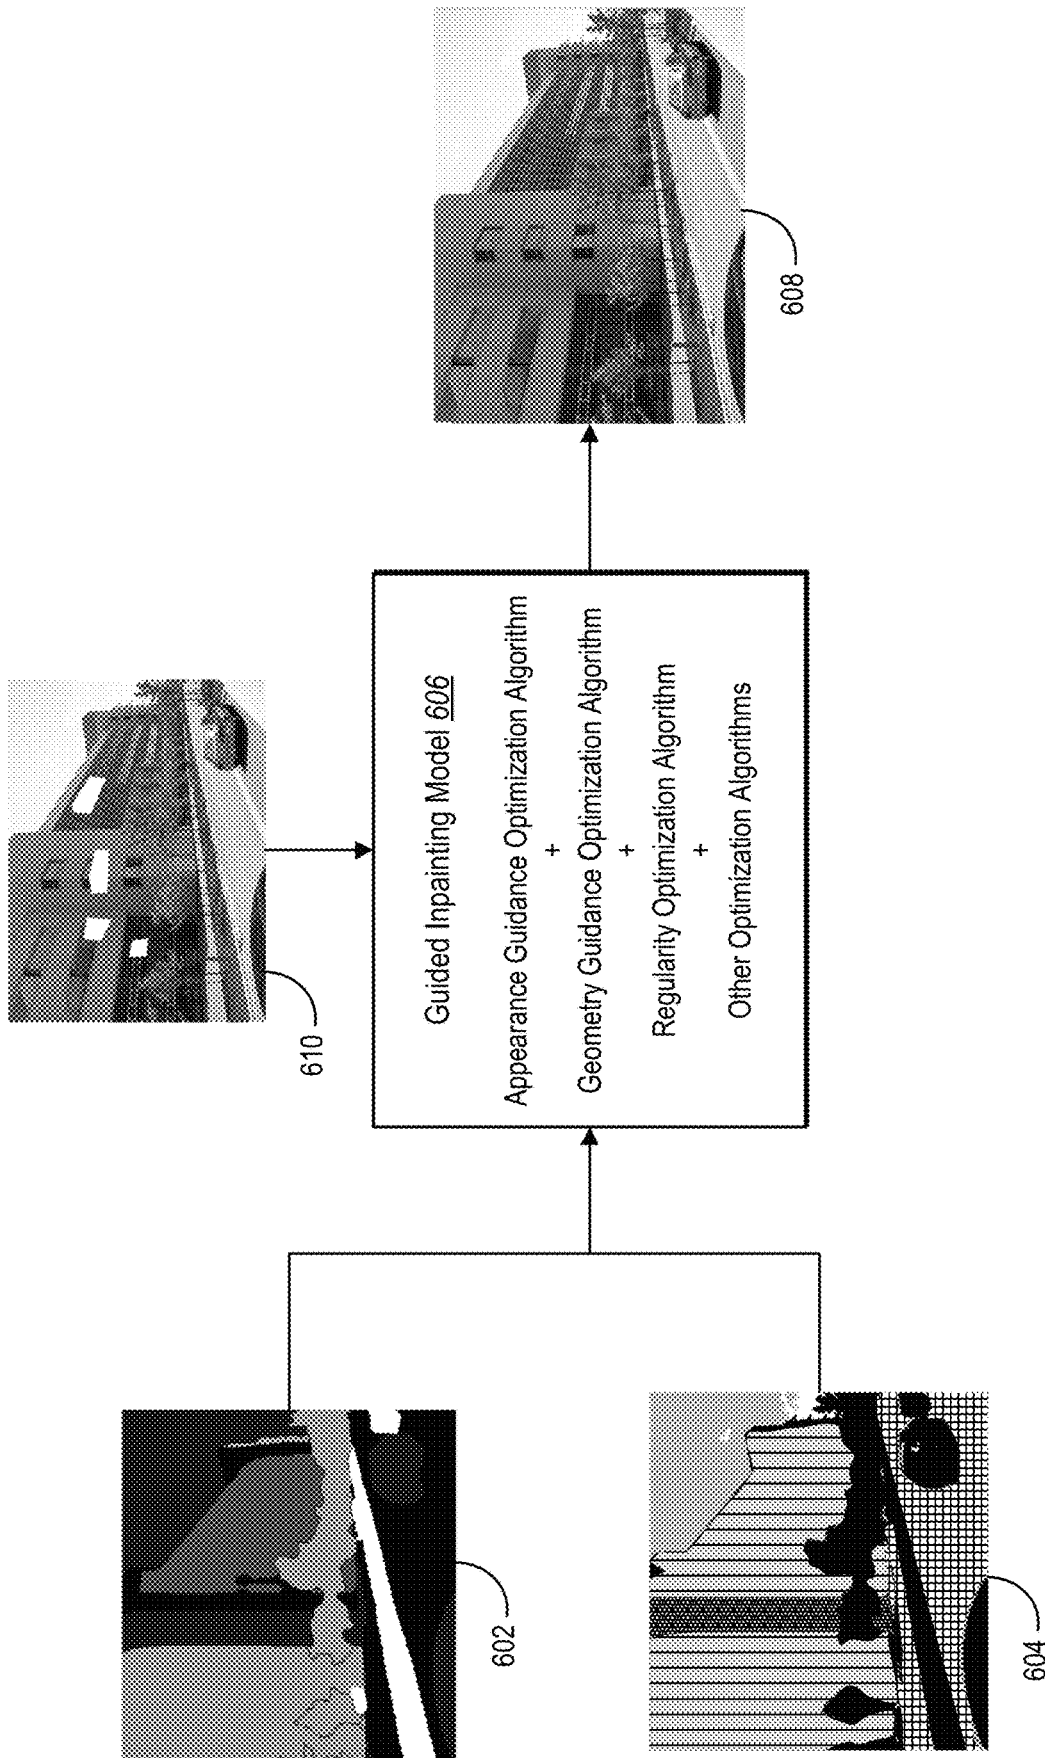 602
604
610
Guided Inpainting Model 606
Appearance Guidance Optimization Algorithm
+
Geometry Guidance Optimization Algorithm
+
Regularity Optimization Algorithm
+
Other Optimization Algorithms
608